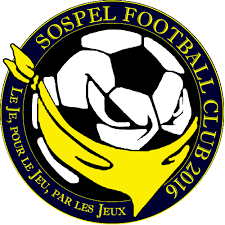 SOSPEL FOOTBALL CLUB 2016
LE JE, POUR LE JEU, PAR LES JEUX